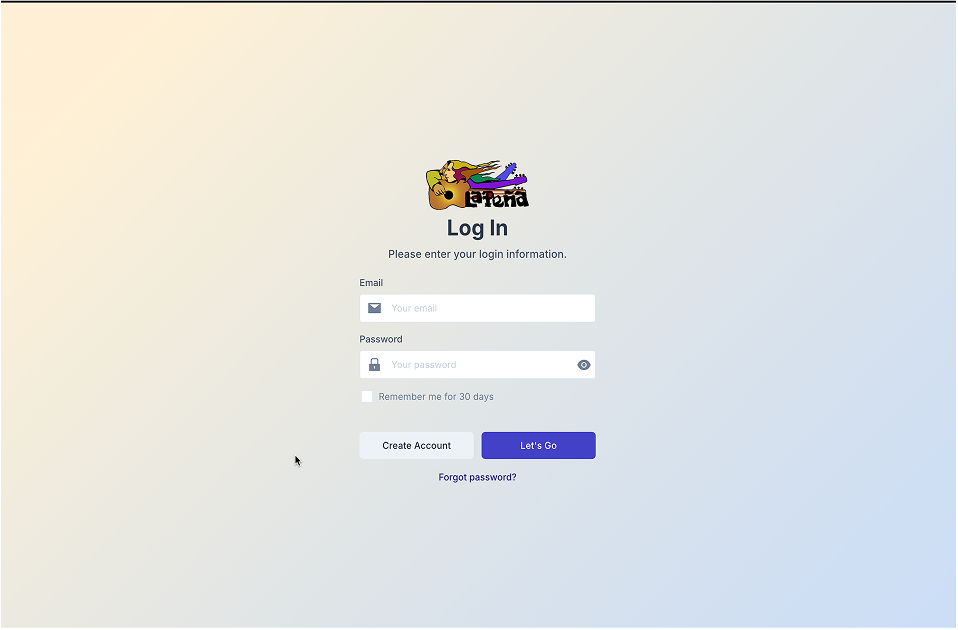 La Peña
Log In
Please enter your login information.
Email
Your email
Password
Your password
Remember me for 30 days
Create Account
Let's Go
Forgot password?